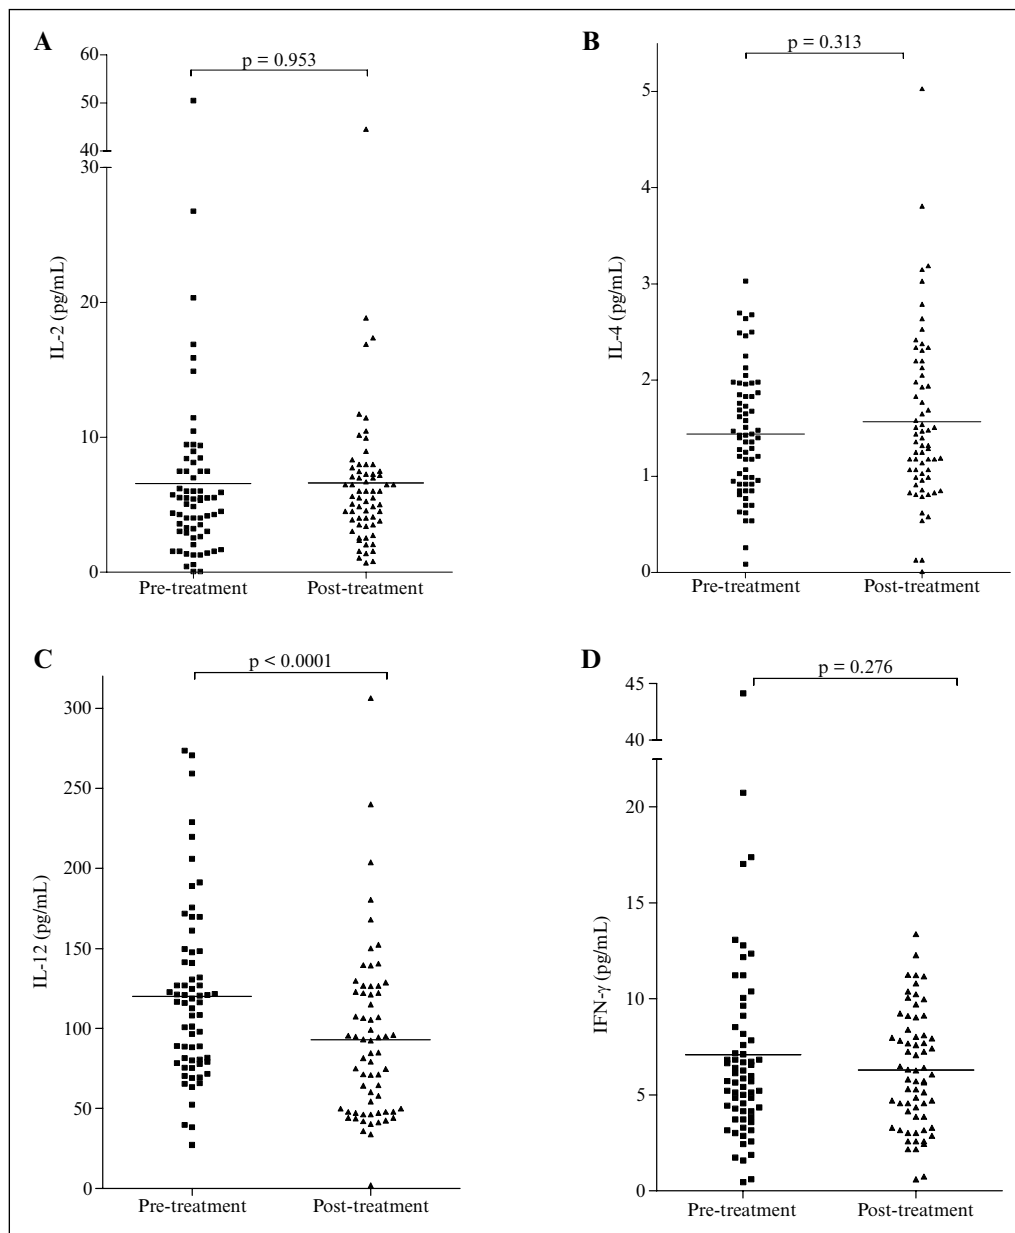 A
p = 0.953
60
50
40
30
20
10
0
IL-2 (pg/mL)
Pre-treatment
Post-treatment
B
p = 0.313
5
4
3
2
1
0
IL-4 (pg/mL)
Pre-treatment
Post-treatment
C
p < 0.0001
300
250
200
150
100
50
0
IL-12 (pg/mL)
Pre-treatment
Post-treatment
D
p = 0.276
45
40
20
15
10
5
0
IFN-γ (pg/mL)
Pre-treatment
Post-treatment